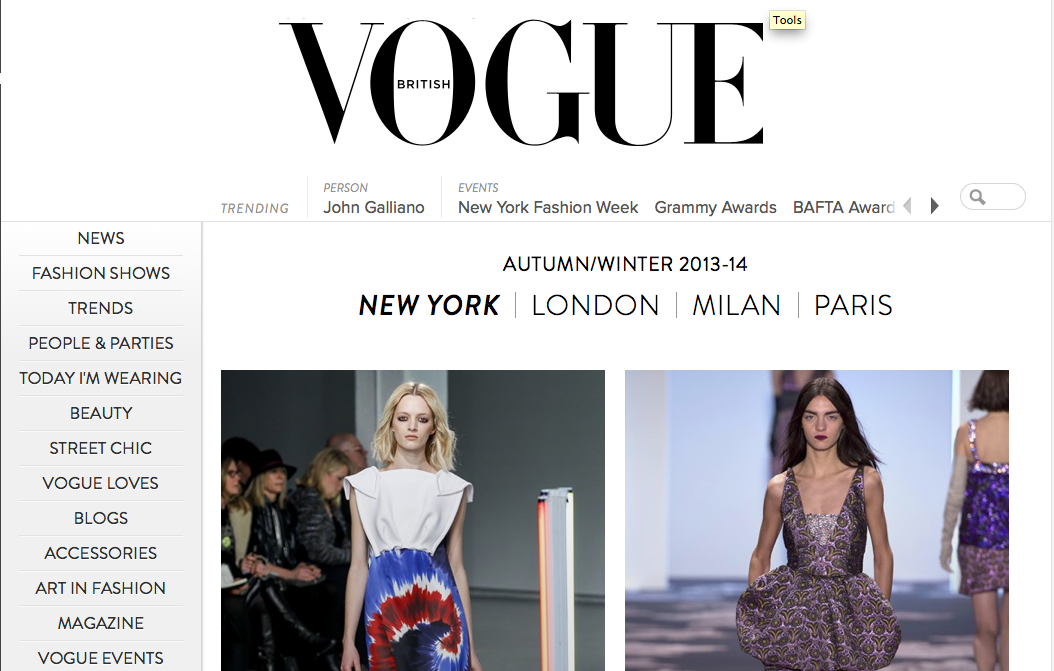 VOGUE
BRITISH
Tools
TRENDING
PERSON
John Galliano
EVENTS
New York Fashion Week Grammy Awards BAFTA Award
NEWS
FASHION SHOWS
TRENDS
PEOPLE & PARTIES
TODAY I'M WEARING
BEAUTY
STREET CHIC
VOGUE LOVES
BLOGS
ACCESSORIES
ART IN FASHION
MAGAZINE
VOGUE EVENTS
AUTUMN/WINTER 2013-14
NEW YORK | LONDON | MILAN | PARIS